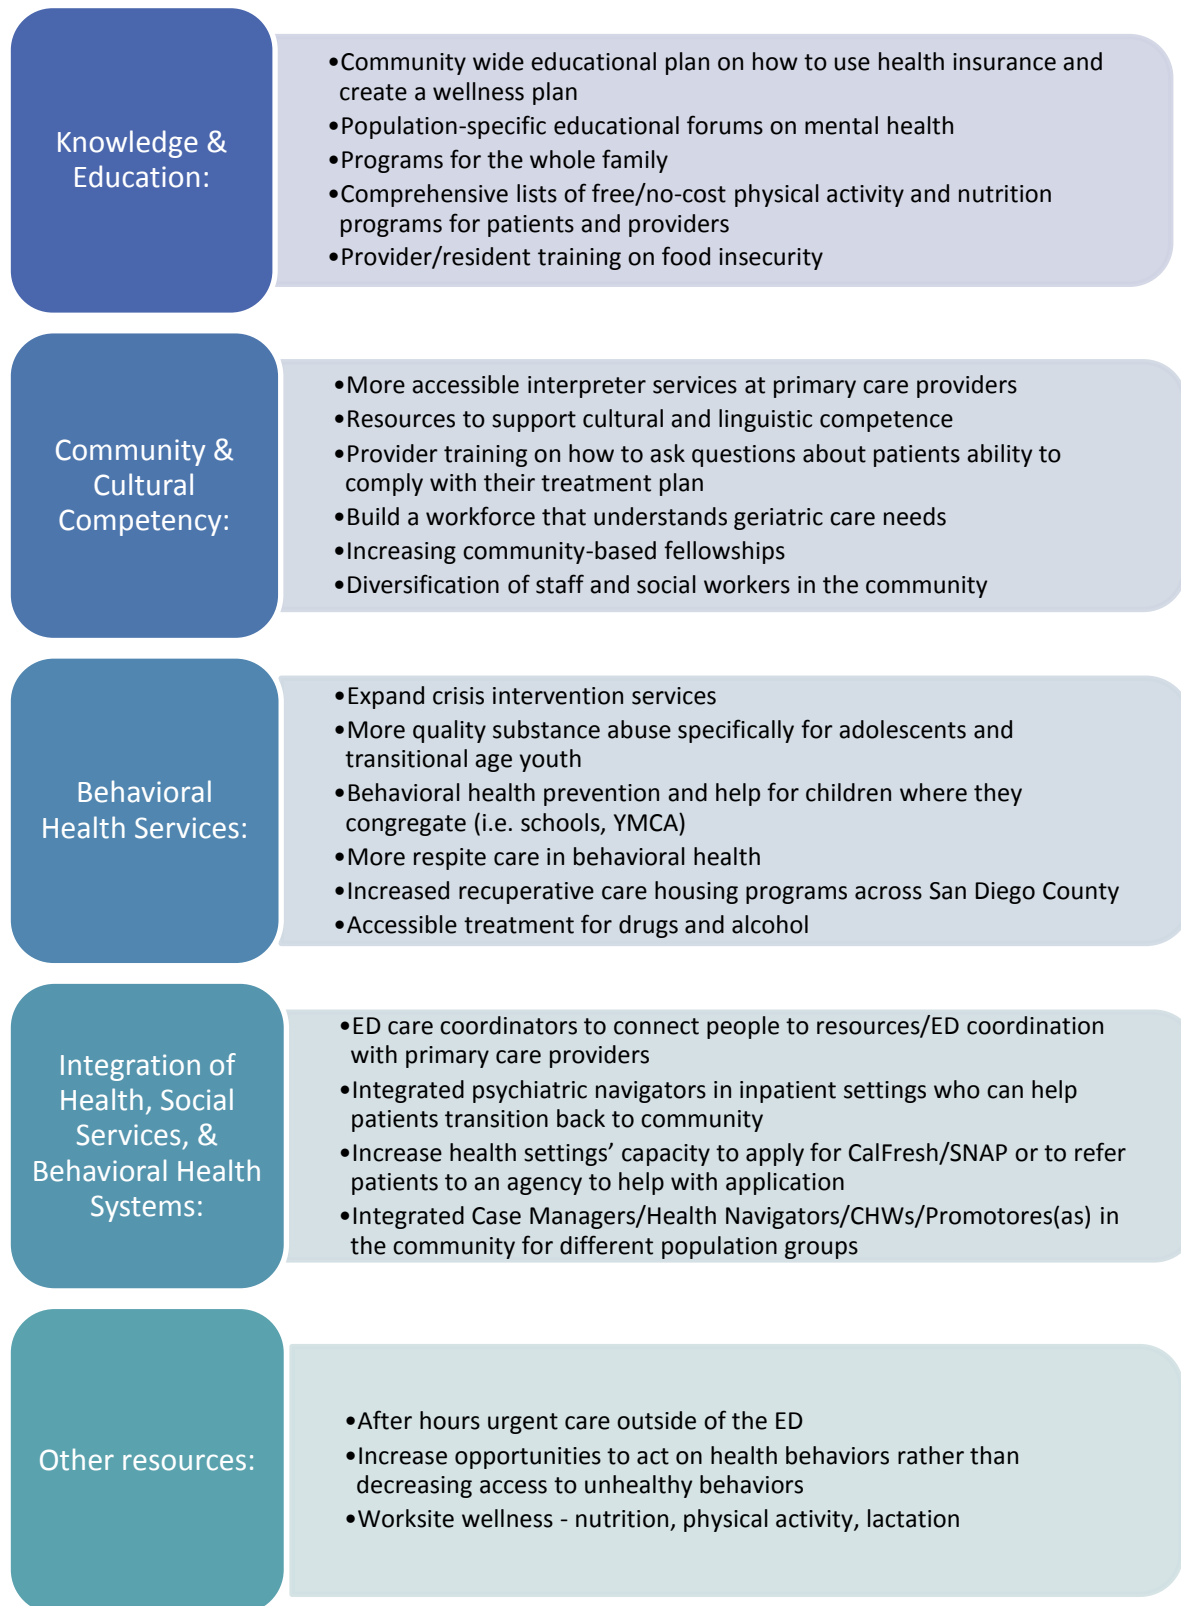 Knowledge &
Education:
•Community wide educational plan on how to use health insurance and
create a wellness plan
•Population-specific educational forums on mental health
•Programs for the whole family
•Comprehensive lists of free/no-cost physical activity and nutrition
programs for patients and providers
•Provider/resident training on food insecurity
Community &
Cultural
Competency:
•More accessible interpreter services at primary care providers
•Resources to support cultural and linguistic competence
•Provider training on how to ask questions about patients ability to
comply with their treatment plan
•Build a workforce that understands geriatric care needs
•Increasing community-based fellowships
•Diversification of staff and social workers in the community
Behavioral
Health Services:
•Expand crisis intervention services
•More quality substance abuse specifically for adolescents and
transitional age youth
•Behavioral health prevention and help for children where they
congregate (i.e. schools, YMCA)
•More respite care in behavioral health
•Increased recuperative care housing programs across San Diego County
•Accessible treatment for drugs and alcohol
Integration of
Health, Social
Services, &
Behavioral Health
Systems:
•ED care coordinators to connect people to resources/ED coordination
with primary care providers
•Integrated psychiatric navigators in inpatient settings who can help
patients transition back to community
•Increase health settings’ capacity to apply for CalFresh/SNAP or to refer
patients to an agency to help with application
•Integrated Case Managers/Health Navigators/CHWs/Promotores(as) in
the community for different population groups
Other resources:
•After hours urgent care outside of the ED
•Increase opportunities to act on health behaviors rather than
decreasing access to unhealthy behaviors
•Worksite wellness - nutrition, physical activity, lactation